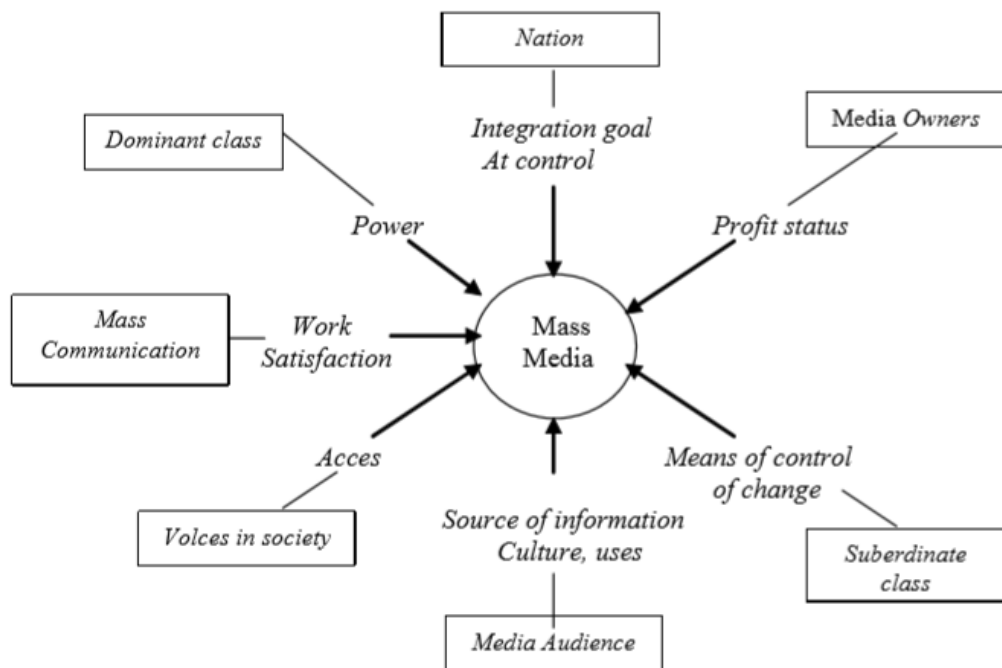 Nation
Integration goal
At control
Dominant class
Power
Media Owners
Profit status
Mass
Communication
Work
Satisfaction
Mass
Media
Acces
Volces in society
Source of information
Culture, uses
Media Audience
Means of control
of change
Suberdinate
class